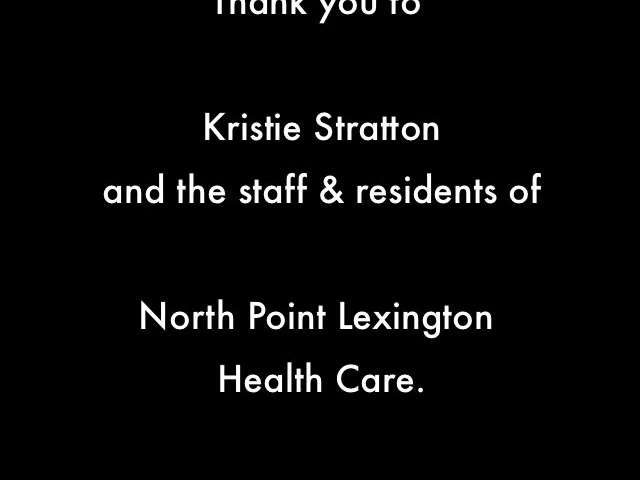 Thank you to
Kristie Stratton
and the staff & residents of
North Point Lexington
Health Care.